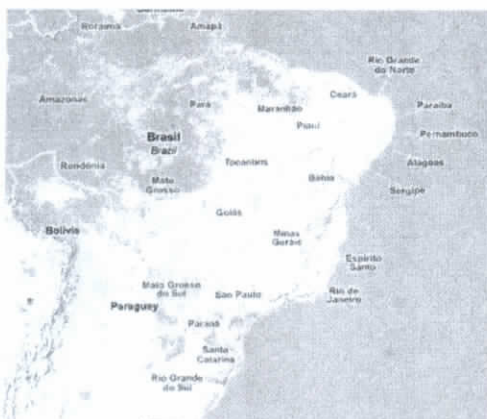 Roraima
Amapá
Rio Grande
do Norte
Amazonas
Pará
Maranhão
Ceará
Paraíba
Piauí
Brasil
Brazil
Pernambuco
Rondônia
Tocantins
Alagoas
Mato
Grosso
Bahia
Sergipe
Goiás
Bolivia
Minas
Gerais
Espírito
Santo
Mato Grosso
do Sul
São Paulo
Rio de
Janeiro
Paraguay
Paraná
Santa
Catarina
Rio Grande
do Sul